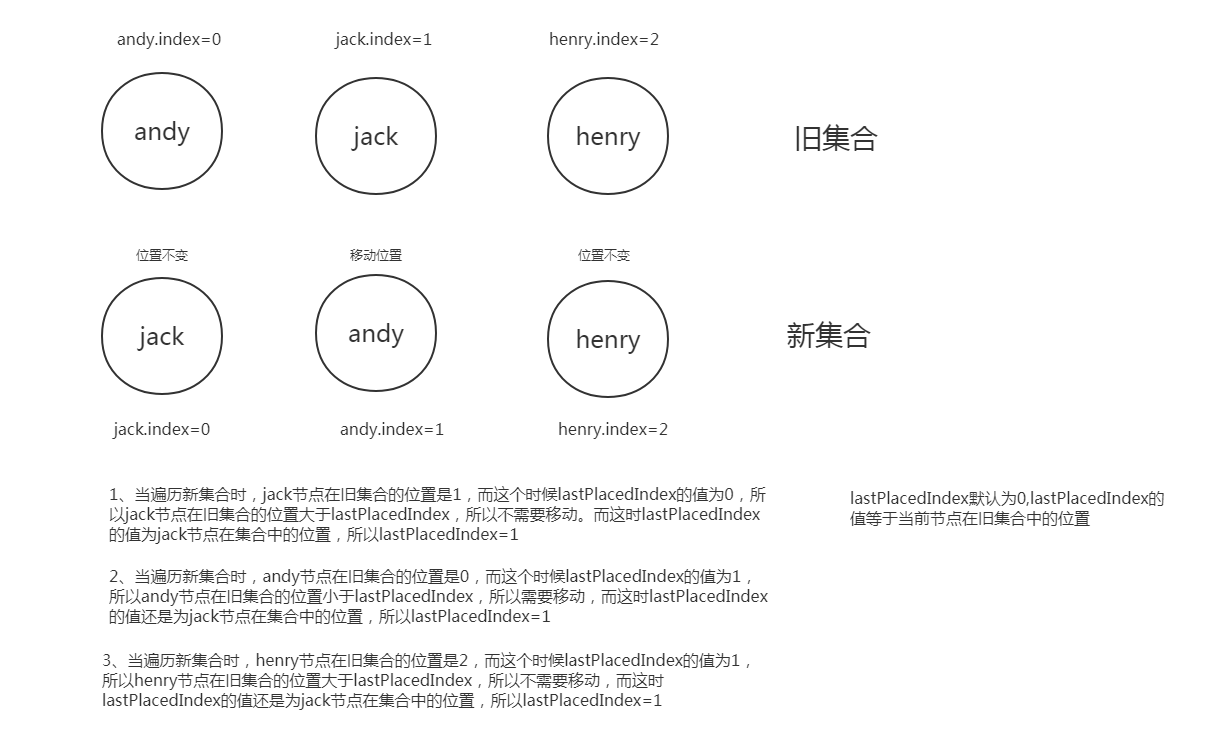 andy.index=0
jack.index=1
henry.index=2
andy
jack
henry
旧集合
位置不变
移动位置
位置不变
jack
andy
henry
新集合
jack.index=0
andy.index=1
henry.index=2
1、当遍历新集合时，jack节点在旧集合的位置是1，而这个时候lastPlacedIndex的值为0，所
以jack节点在旧集合的位置大于lastPlacedIndex，所以不需要移动。而这时lastPlacedIndex
的值为jack节点在集合中的位置，所以lastPlacedIndex=1
lastPlacedIndex默认为0,lastPlacedIndex的
值等于当前节点在旧集合中的位置
2、当遍历新集合时，andy节点在旧集合的位置是0，而这个时候lastPlacedIndex的值为1，
所以andy节点在旧集合的位置小于lastPlacedIndex，所以需要移动，而这时lastPlacedIndex
的值还是为jack节点在集合中的位置，所以lastPlacedIndex=1
3、当遍历新集合时，henry节点在旧集合的位置是2，而这个时候lastPlacedIndex的值为1，
所以henry节点在旧集合的位置大于lastPlacedIndex，所以不需要移动，而这时
lastPlacedIndex的值还是为jack节点在集合中的位置，所以lastPlacedIndex=1